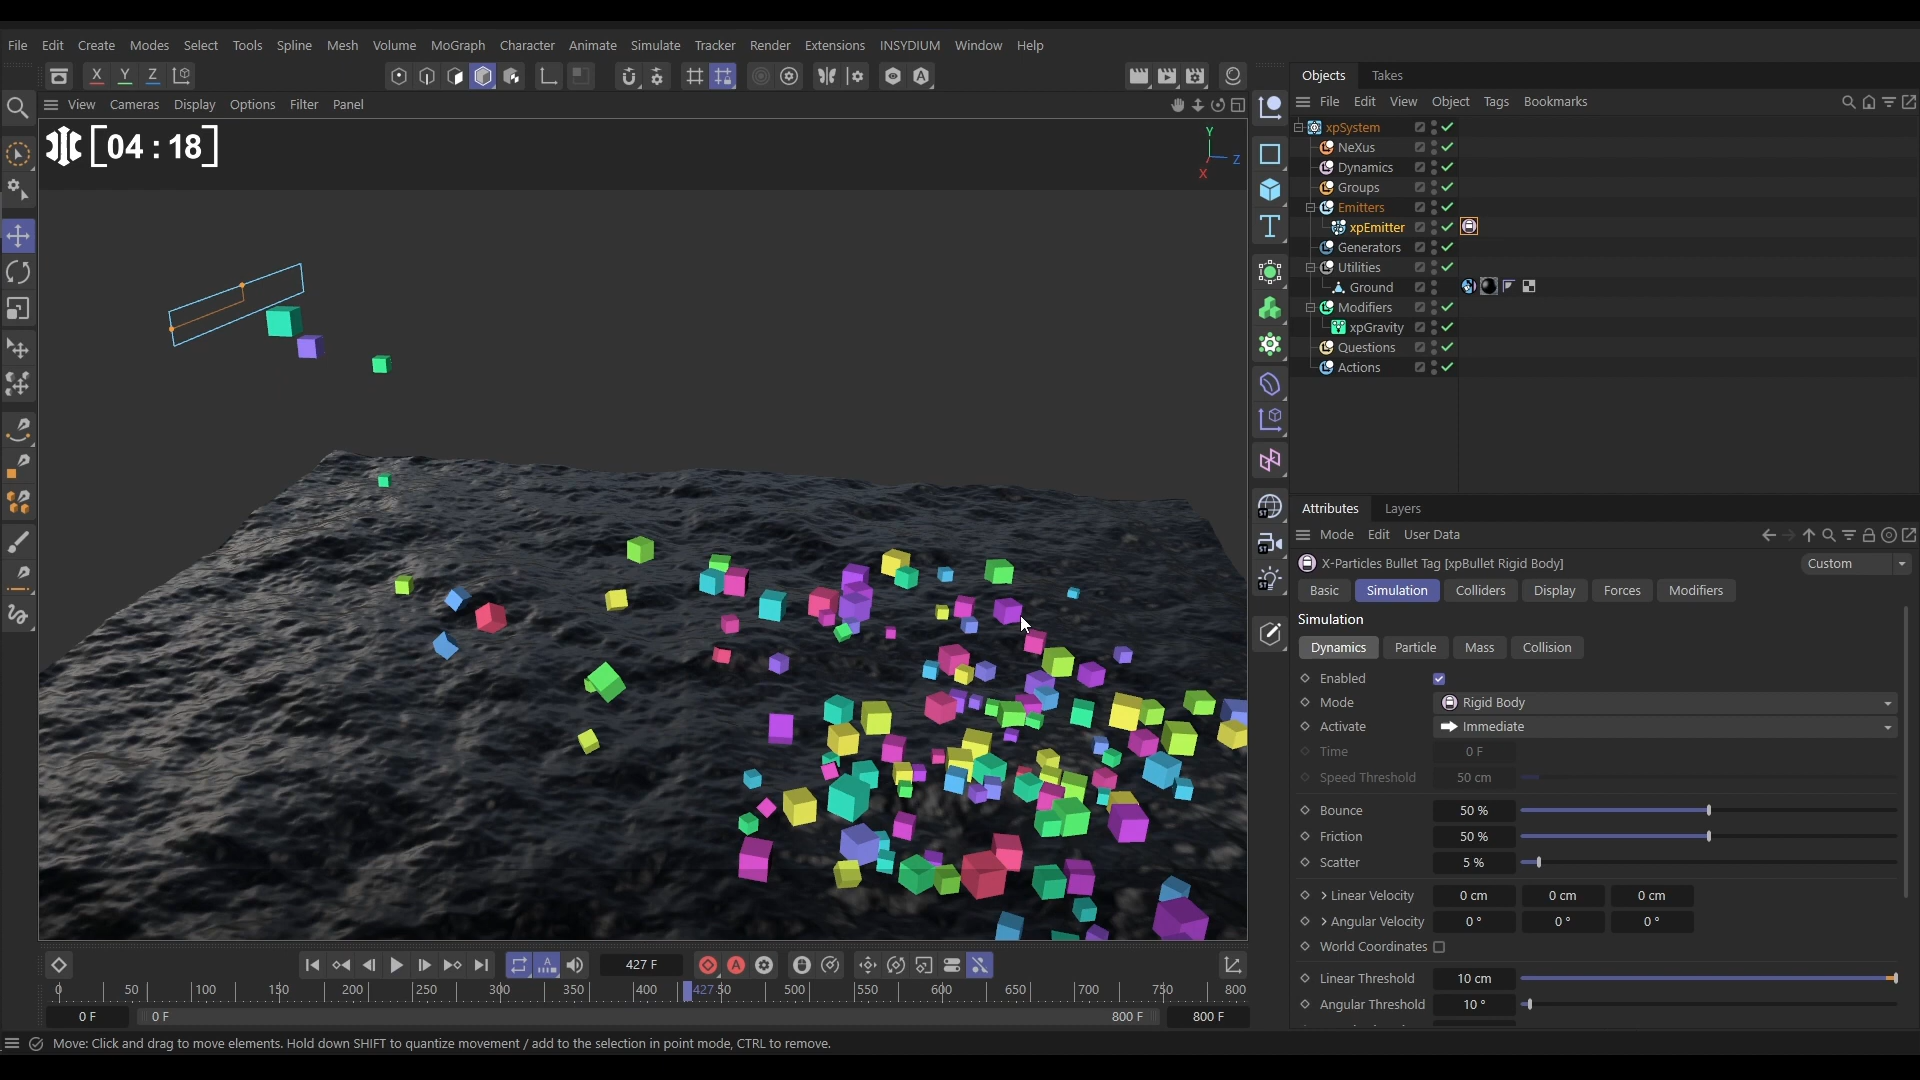 File Edit Create Modes Select Tools Spline Mesh Volume MoGraph Character Animate Simulate Tracker Render Extensions INSYDIUM Window Help
X Y Z
Objects Takes
View Cameras Display Options Filter Panel
File Edit View Object Tags Bookmarks
[04 : 18]
Y
Z
X
xpSystem
NeXus
Dynamics
Groups
Emitters
xpEmitter
Generators
Utilities
Ground
Modifiers
xpGravity
Questions
Actions
ST
ST
ST
Attributes Layers
Mode Edit User Data
X-Particles Bullet Tag [xpBullet Rigid Body]
Custom
Basic Simulation Colliders Display Forces Modifiers
Simulation
Dynamics Particle Mass Collision
Enabled
Mode Rigid Body
Activate Immediate
Time 0 F
Speed Threshold 50 cm
Bounce 50 %
Friction 50 %
Scatter 5 %
Linear Velocity 0 cm 0 cm 0 cm
Angular Velocity 0 ° 0 ° 0 °
World Coordinates
Linear Threshold 10 cm
Angular Threshold 10 °
427 F
0 50 100 150 200 250 300 350 400 427 50 500 550 600 650 700 750 800
0 F 0 F 800 F 800 F
Move: Click and drag to move elements. Hold down SHIFT to quantize movement / add to the selection in point mode, CTRL to remove.